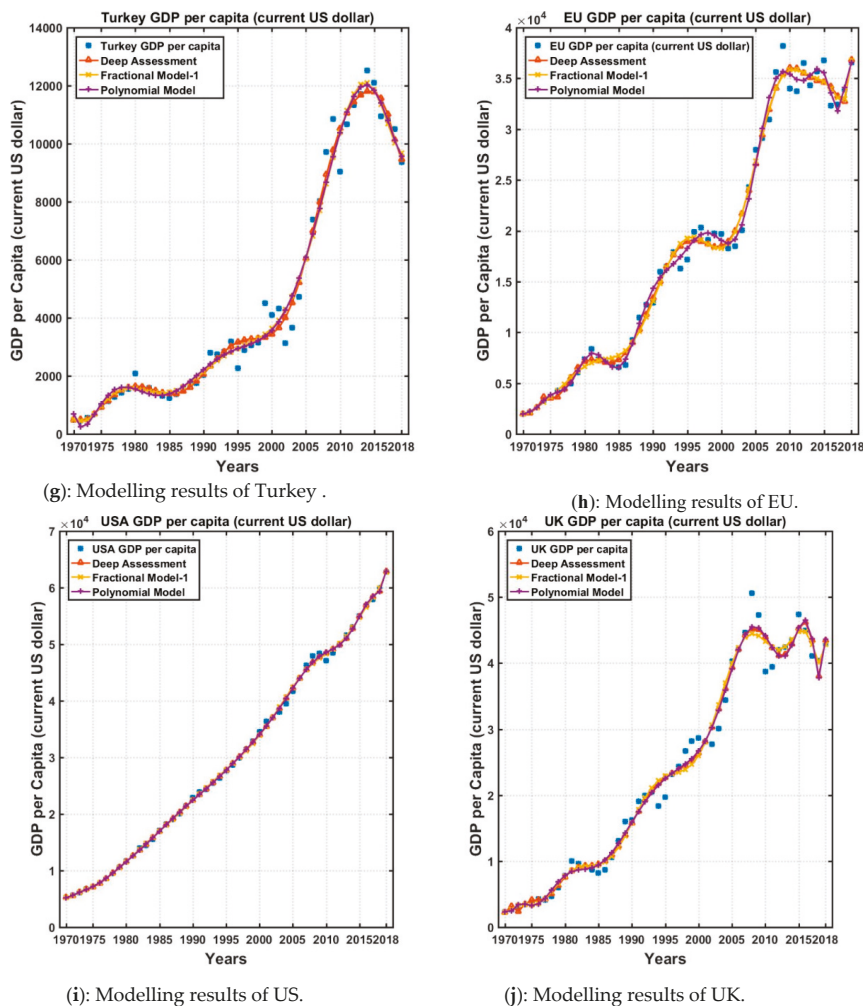 Turkey GDP per capita (current US dollar)
14000
12000
10000
8000
6000
4000
2000
0
GDP per Capita (current US dollar)
Turkey GDP per capita
Deep Assessment
Fractional Model-1
Polynomial Model
19701975 1980 1985 1990 1995 2000 2005 2010 20152018
Years
(g): Modelling results of Turkey .
EU GDP per capita (current US dollar)
×10⁴
4
3.5
3
2.5
2
1.5
1
0.5
0
GDP per Capita (current US dollar)
EU GDP per capita (current US dollar)
Deep Assessment
Fractional Model-1
Polynomial Model
19701975 1980 1985 1990 1995 2000 2005 2010 20152018
Years
(h): Modelling results of EU.
USA GDP per capita (current US dollar)
×10⁴
7
6
5
4
3
2
1
0
GDP per Capita (current US dollar)
USA GDP per capita
Deep Assessment
Fractional Model-1
Polynomial Model
19701975 1980 1985 1990 1995 2000 2005 2010 20152018
Years
(i): Modelling results of US.
UK GDP per capita (current US dollar)
×10⁴
6
5
4
3
2
1
0
GDP per Capita (current US dollar)
UK GDP per capita
Deep Assessment
Fractional Model-1
Polynomial Model
19701975 1980 1985 1990 1995 2000 2005 2010 20152018
Years
(j): Modelling results of UK.